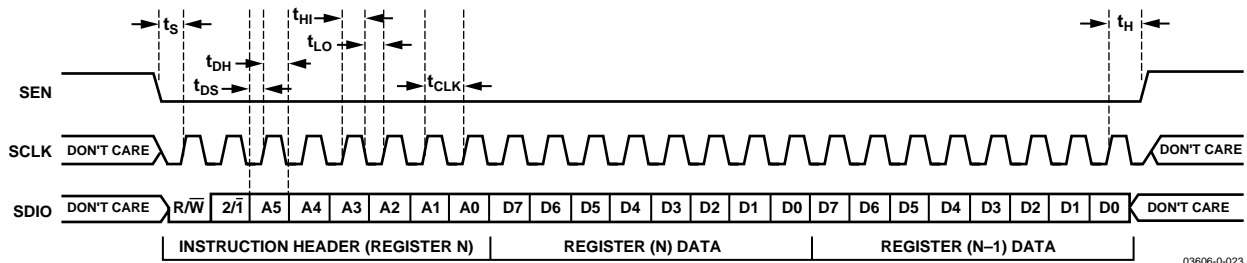 tS
tHI
tH
tLO
tDH
tDS
tCLK
SEN
SCLK DON'T CARE DON'T CARE
SDIO DON'T CARE R/W̅ 2/1̅ A5 A4 A3 A2 A1 A0 D7 D6 D5 D4 D3 D2 D1 D0 D7 D6 D5 D4 D3 D2 D1 D0 DON'T CARE
INSTRUCTION HEADER (REGISTER N) REGISTER (N) DATA REGISTER (N–1) DATA
03606-0-023